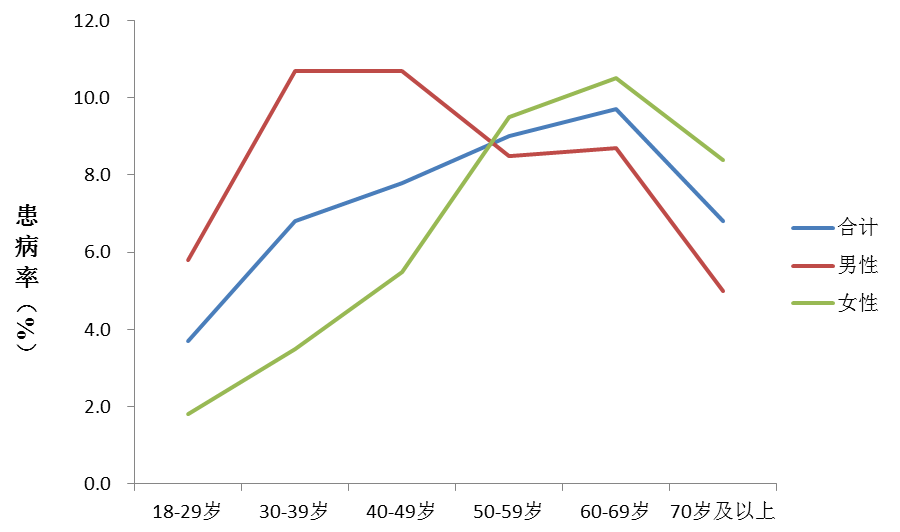 12.0
10.0
8.0
6.0
4.0
2.0
0.0
患病率（%）
18-29岁
30-39岁
40-49岁
50-59岁
60-69岁
70岁及以上
合计
男性
女性